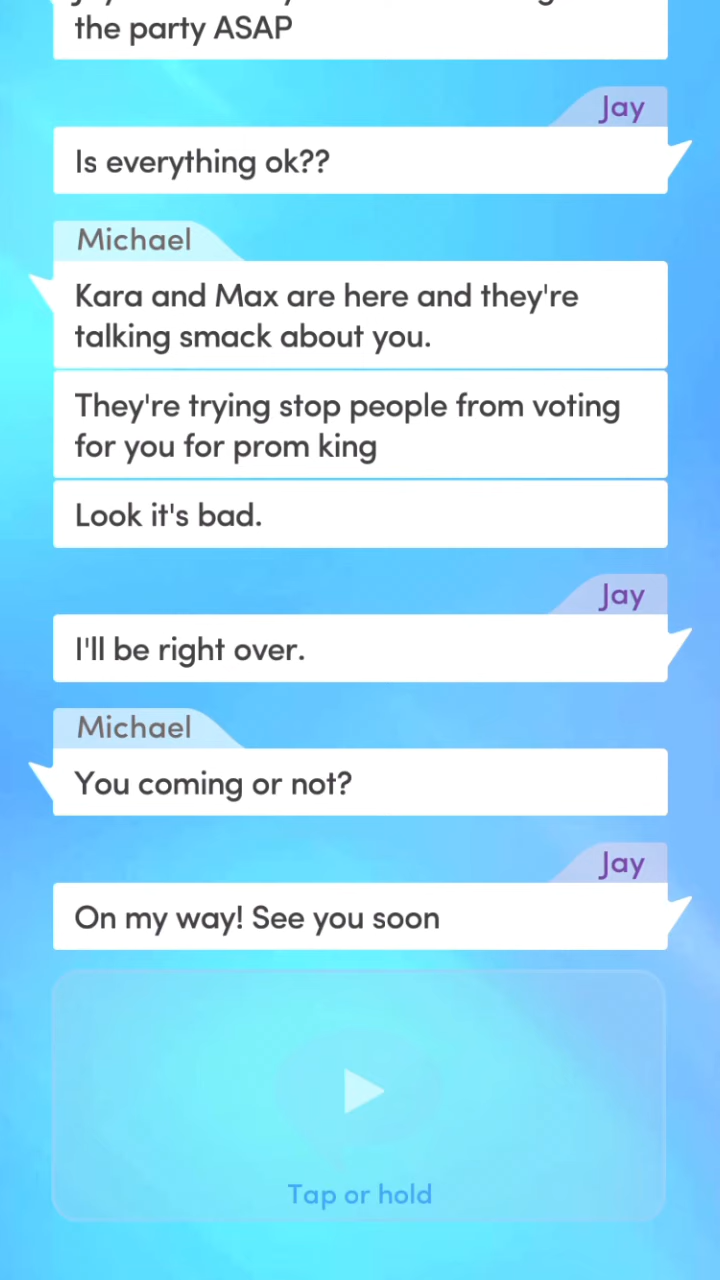 the party ASAP
Jay
Is everything ok??
Michael
Kara and Max are here and they're
talking smack about you.
They're trying stop people from voting
for you for prom king
Look it's bad.
Jay
I'll be right over.
Michael
You coming or not?
Jay
On my way! See you soon
Tap or hold